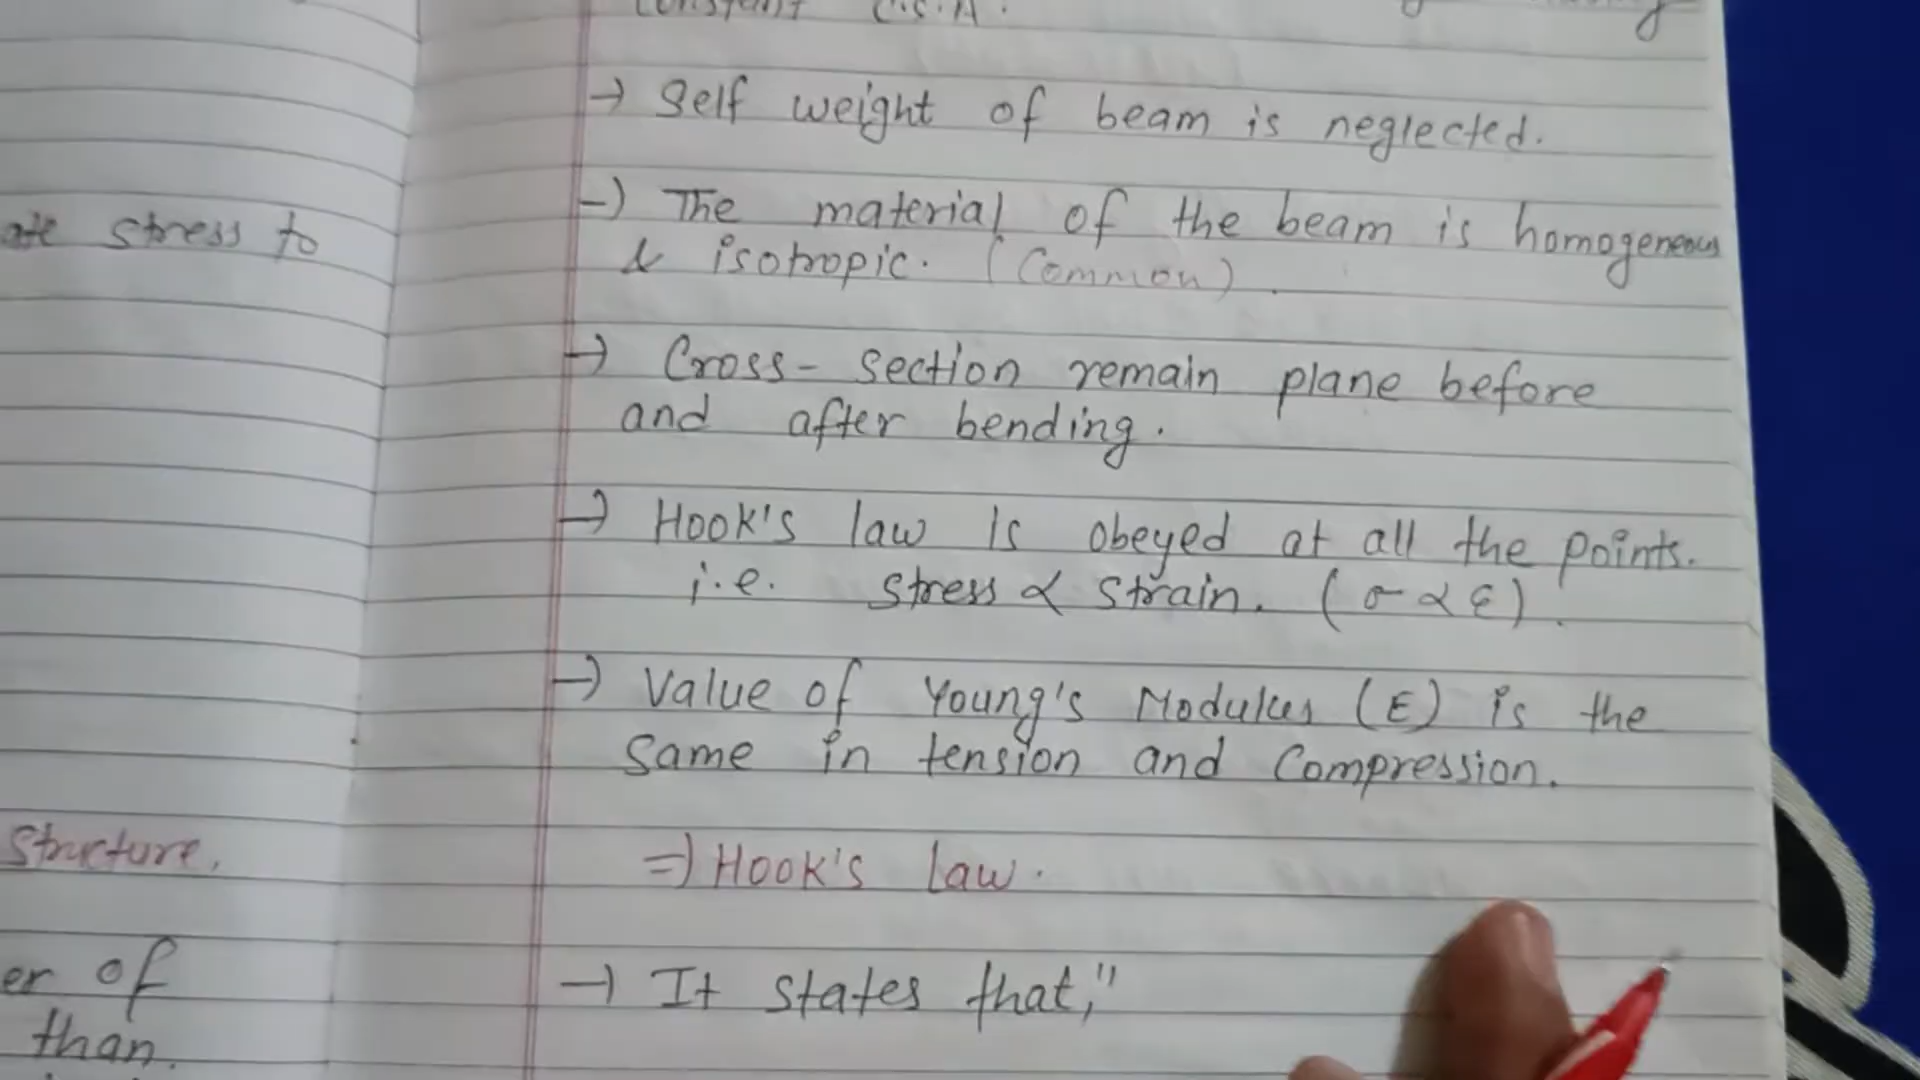 constant C.S.A.
→ Self weight of beam is neglected.
→ The material of the beam is homogeneous
& isotropic. (Common).
→ Cross-section remain plane before
and after bending.
→ Hook's law is obeyed at all the points.
i.e. stress ∝ strain. (σ ∝ ε).
→ Value of Young's Modulus (E) is the
same in tension and Compression.
⇒ Hook's Law.
→ It states that,"
stress to
Structure.
er of
than.